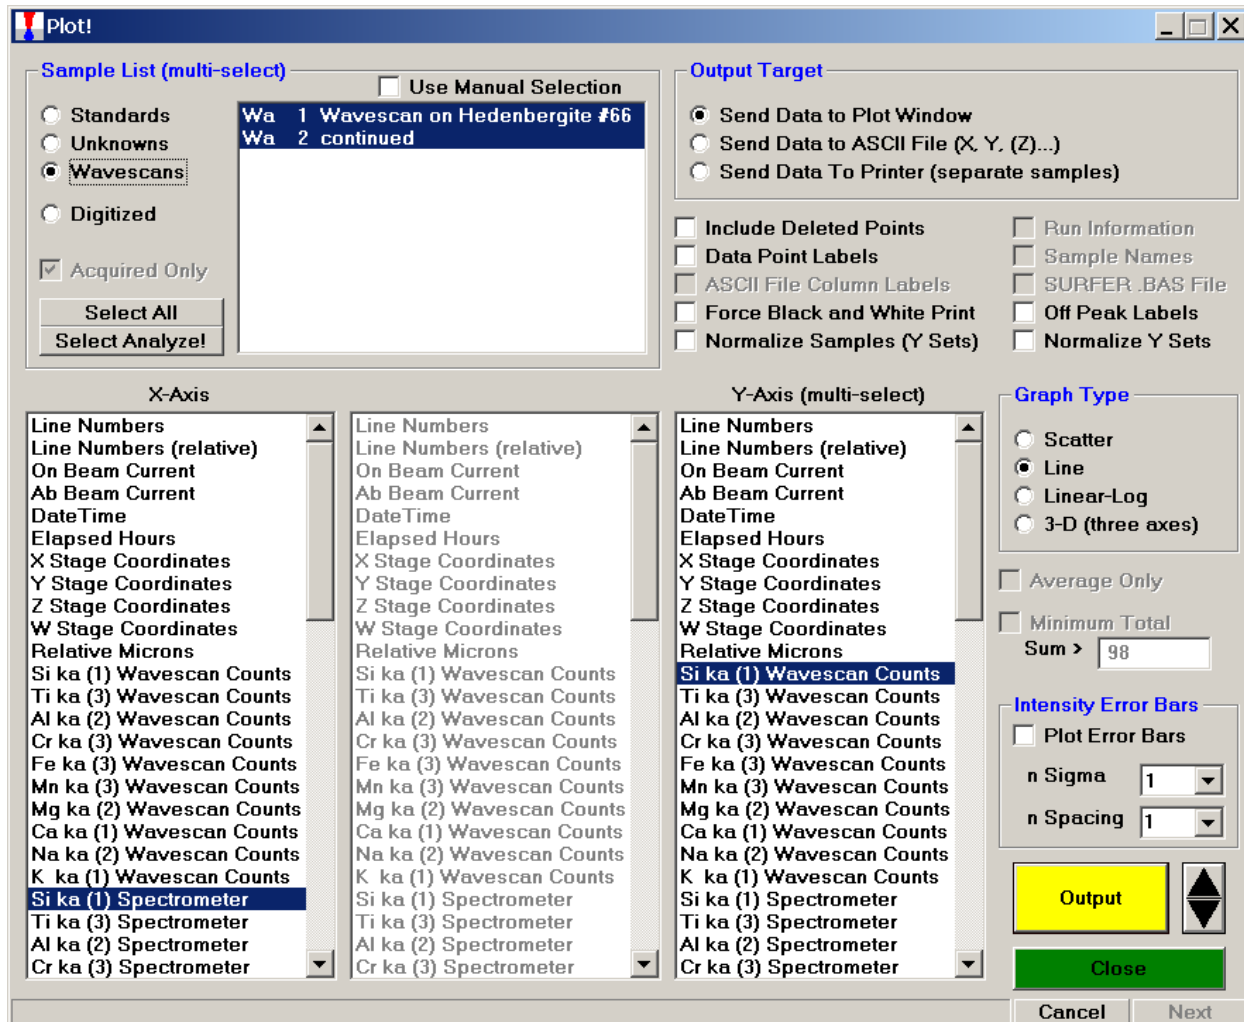 Plot!
Sample List (multi-select)
Use Manual Selection
Standards
Unknowns
Wavescans
Digitized
Acquired Only
Select All
Select Analyze!
Wa 1 Wavescan on Hedenbergite #66
Wa 2 continued
Output Target
Send Data to Plot Window
Send Data to ASCII File (X, Y, (Z)...)
Send Data To Printer (separate samples)
Include Deleted Points
Data Point Labels
ASCII File Column Labels
Force Black and White Print
Normalize Samples (Y Sets)
Run Information
Sample Names
SURFER .BAS File
Off Peak Labels
Normalize Y Sets
X-Axis
Line Numbers
Line Numbers (relative)
On Beam Current
Ab Beam Current
DateTime
Elapsed Hours
X Stage Coordinates
Y Stage Coordinates
Z Stage Coordinates
W Stage Coordinates
Relative Microns
Si ka (1) Wavescan Counts
Ti ka (3) Wavescan Counts
Al ka (2) Wavescan Counts
Cr ka (3) Wavescan Counts
Fe ka (3) Wavescan Counts
Mn ka (3) Wavescan Counts
Mg ka (2) Wavescan Counts
Ca ka (1) Wavescan Counts
Na ka (2) Wavescan Counts
K ka (1) Wavescan Counts
Si ka (1) Spectrometer
Ti ka (3) Spectrometer
Al ka (2) Spectrometer
Cr ka (3) Spectrometer
Line Numbers
Line Numbers (relative)
On Beam Current
Ab Beam Current
DateTime
Elapsed Hours
X Stage Coordinates
Y Stage Coordinates
Z Stage Coordinates
W Stage Coordinates
Relative Microns
Si ka (1) Wavescan Counts
Ti ka (3) Wavescan Counts
Al ka (2) Wavescan Counts
Cr ka (3) Wavescan Counts
Fe ka (3) Wavescan Counts
Mn ka (3) Wavescan Counts
Mg ka (2) Wavescan Counts
Ca ka (1) Wavescan Counts
Na ka (2) Wavescan Counts
K ka (1) Wavescan Counts
Si ka (1) Spectrometer
Ti ka (3) Spectrometer
Al ka (2) Spectrometer
Cr ka (3) Spectrometer
Y-Axis (multi-select)
Line Numbers
Line Numbers (relative)
On Beam Current
Ab Beam Current
DateTime
Elapsed Hours
X Stage Coordinates
Y Stage Coordinates
Z Stage Coordinates
W Stage Coordinates
Relative Microns
Si ka (1) Wavescan Counts
Ti ka (3) Wavescan Counts
Al ka (2) Wavescan Counts
Cr ka (3) Wavescan Counts
Fe ka (3) Wavescan Counts
Mn ka (3) Wavescan Counts
Mg ka (2) Wavescan Counts
Ca ka (1) Wavescan Counts
Na ka (2) Wavescan Counts
K ka (1) Wavescan Counts
Si ka (1) Spectrometer
Ti ka (3) Spectrometer
Al ka (2) Spectrometer
Cr ka (3) Spectrometer
Graph Type
Scatter
Line
Linear-Log
3-D (three axes)
Average Only
Minimum Total
Sum > 98
Intensity Error Bars
Plot Error Bars
n Sigma 1
n Spacing 1
Output
Close
Cancel
Next